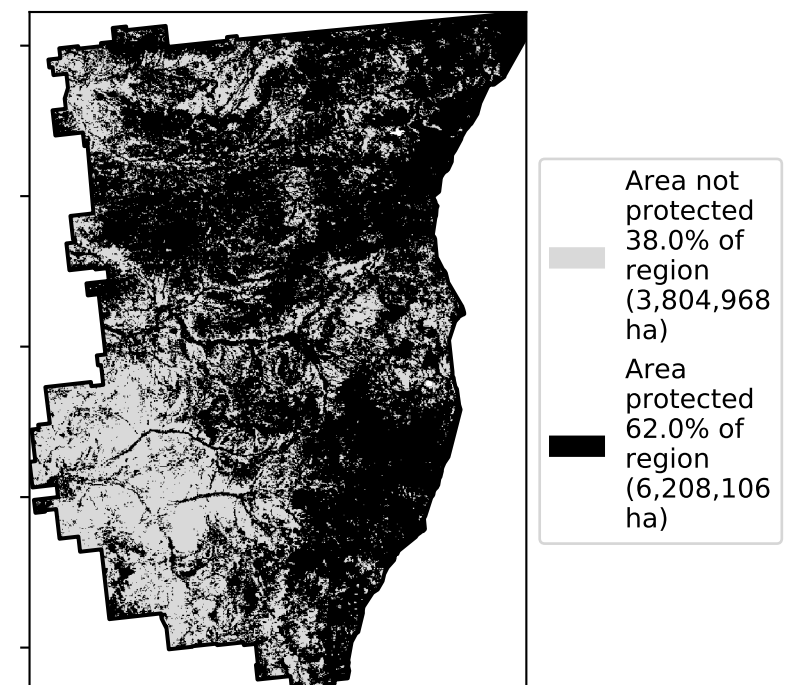 Area not
protected
38.0% of
region
(3,804,968
ha)
Area
protected
62.0% of
region
(6,208,106
ha)